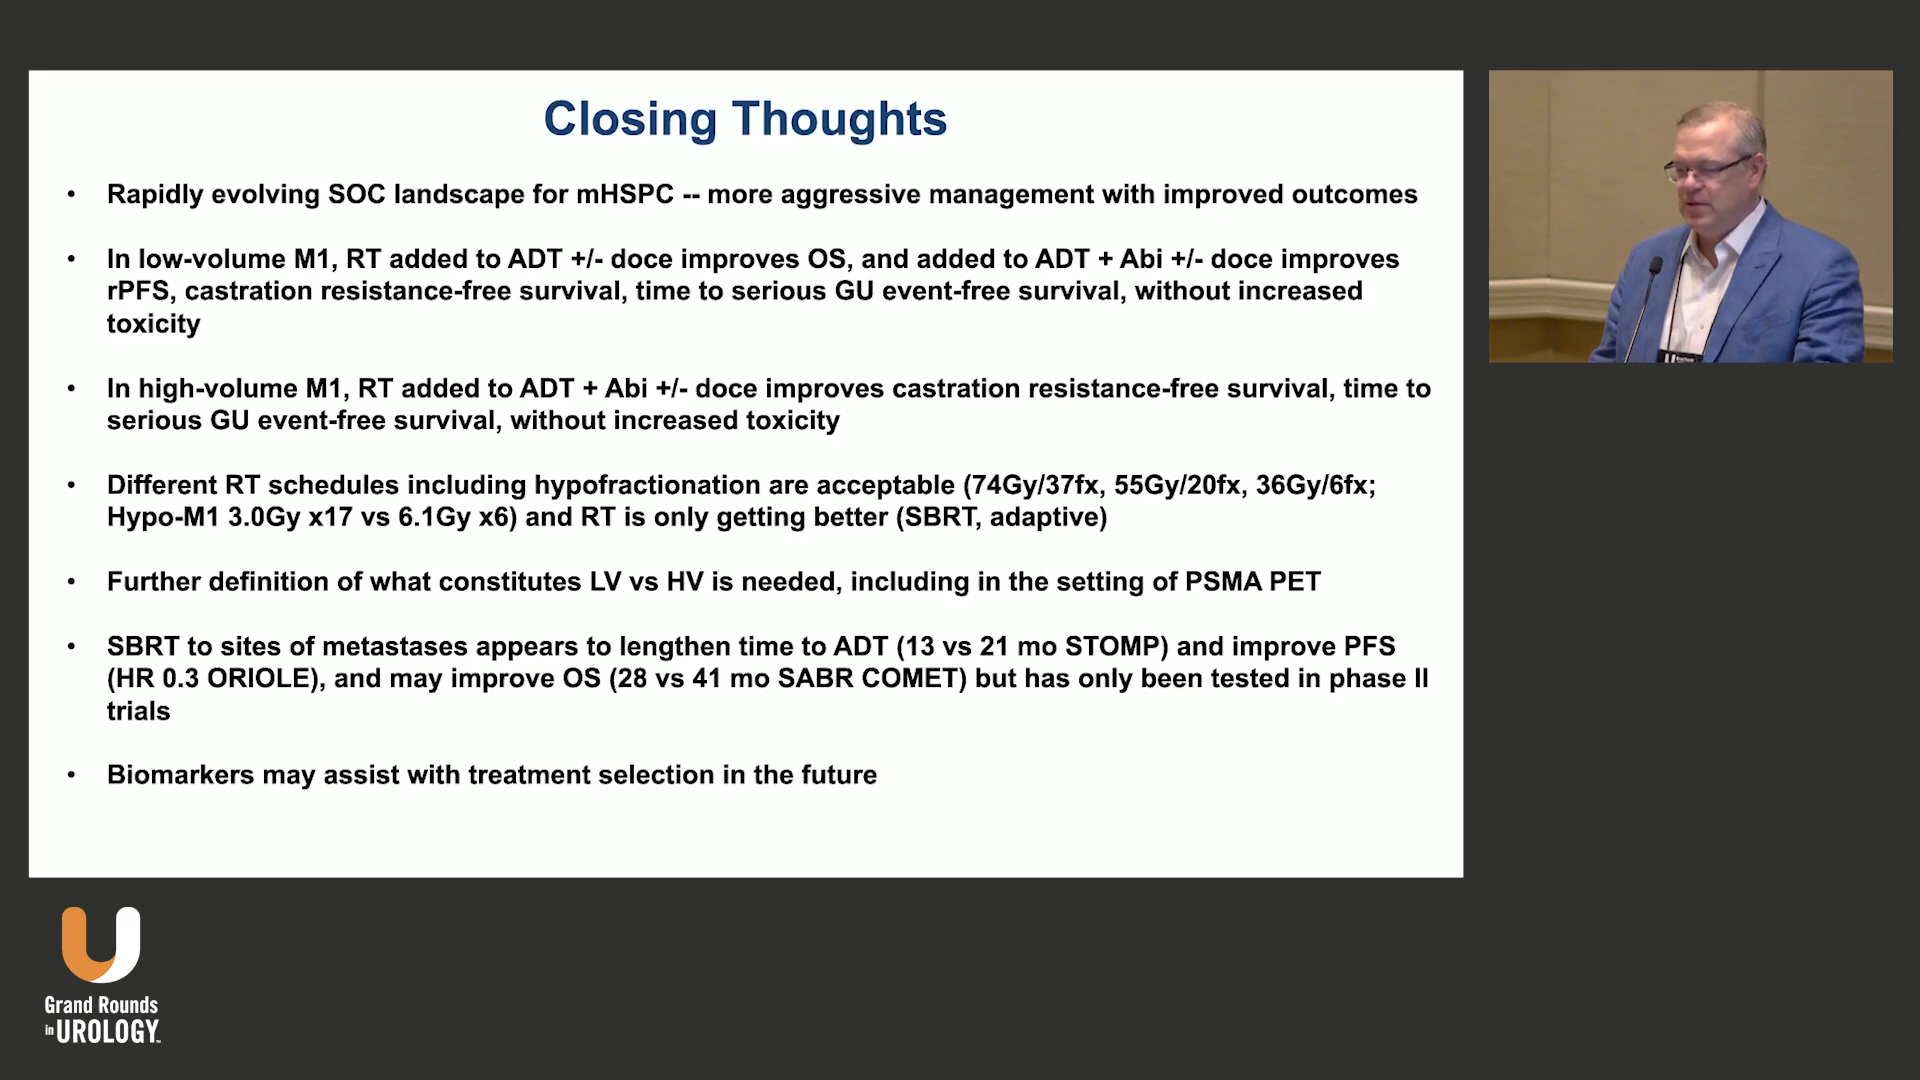 Closing Thoughts
• Rapidly evolving SOC landscape for mHSPC -- more aggressive management with improved outcomes
• In low-volume M1, RT added to ADT +/- doce improves OS, and added to ADT + Abi +/- doce improves
rPFS, castration resistance-free survival, time to serious GU event-free survival, without increased
toxicity
• In high-volume M1, RT added to ADT + Abi +/- doce improves castration resistance-free survival, time to
serious GU event-free survival, without increased toxicity
• Different RT schedules including hypofractionation are acceptable (74Gy/37fx, 55Gy/20fx, 36Gy/6fx;
Hypo-M1 3.0Gy x17 vs 6.1Gy x6) and RT is only getting better (SBRT, adaptive)
• Further definition of what constitutes LV vs HV is needed, including in the setting of PSMA PET
• SBRT to sites of metastases appears to lengthen time to ADT (13 vs 21 mo STOMP) and improve PFS
(HR 0.3 ORIOLE), and may improve OS (28 vs 41 mo SABR COMET) but has only been tested in phase II
trials
• Biomarkers may assist with treatment selection in the future
Grand Rounds
in UROLOGY